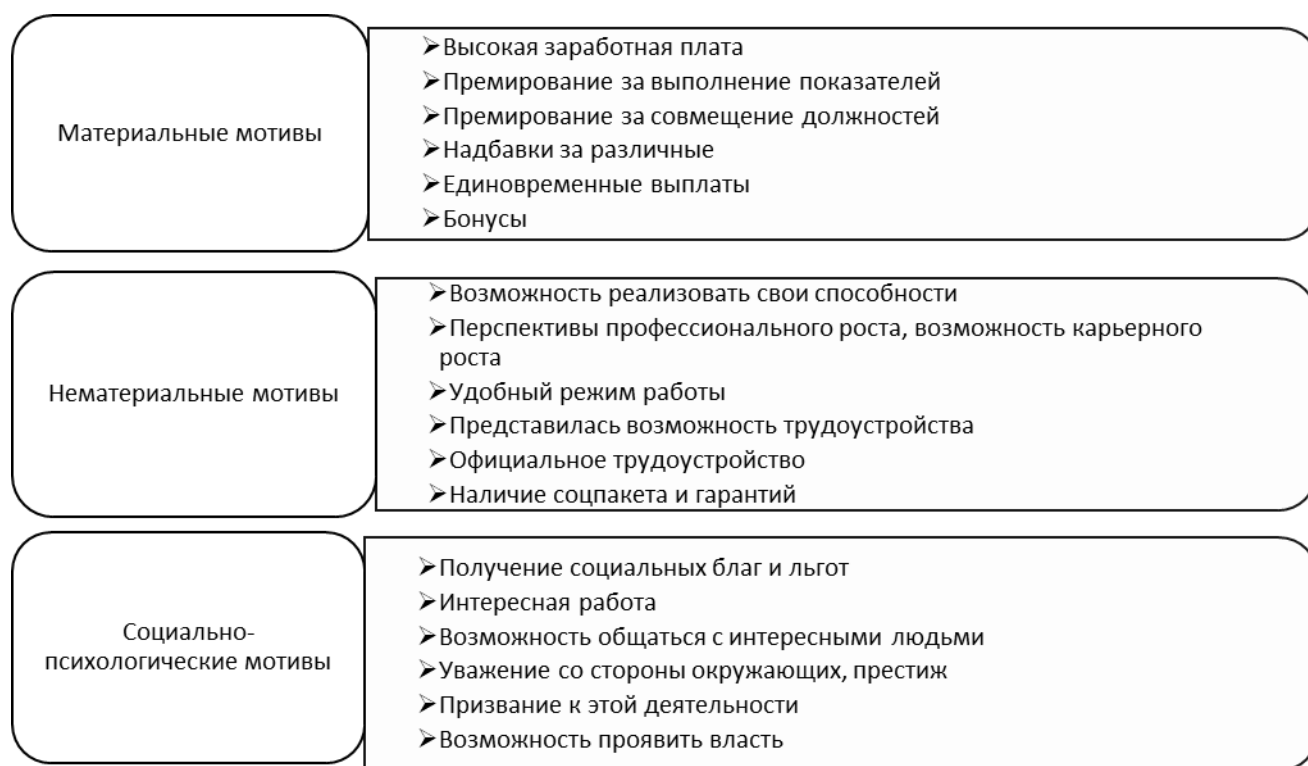 Материальные мотивы
➤Высокая заработная плата
➤Премирование за выполнение показателей
➤Премирование за совмещение должностей
➤Надбавки за различные
➤Единовременные выплаты
➤Бонусы
Нематериальные мотивы
➤Возможность реализовать свои способности
➤Перспективы профессионального роста, возможность карьерного
роста
➤Удобный режим работы
➤Представилась возможность трудоустройства
➤Официальное трудоустройство
➤Наличие соцпакета и гарантий
Социально-
психологические мотивы
➤Получение социальных благ и льгот
➤Интересная работа
➤Возможность общаться с интересными людьми
➤Уважение со стороны окружающих, престиж
➤Призвание к этой деятельности
➤Возможность проявить власть